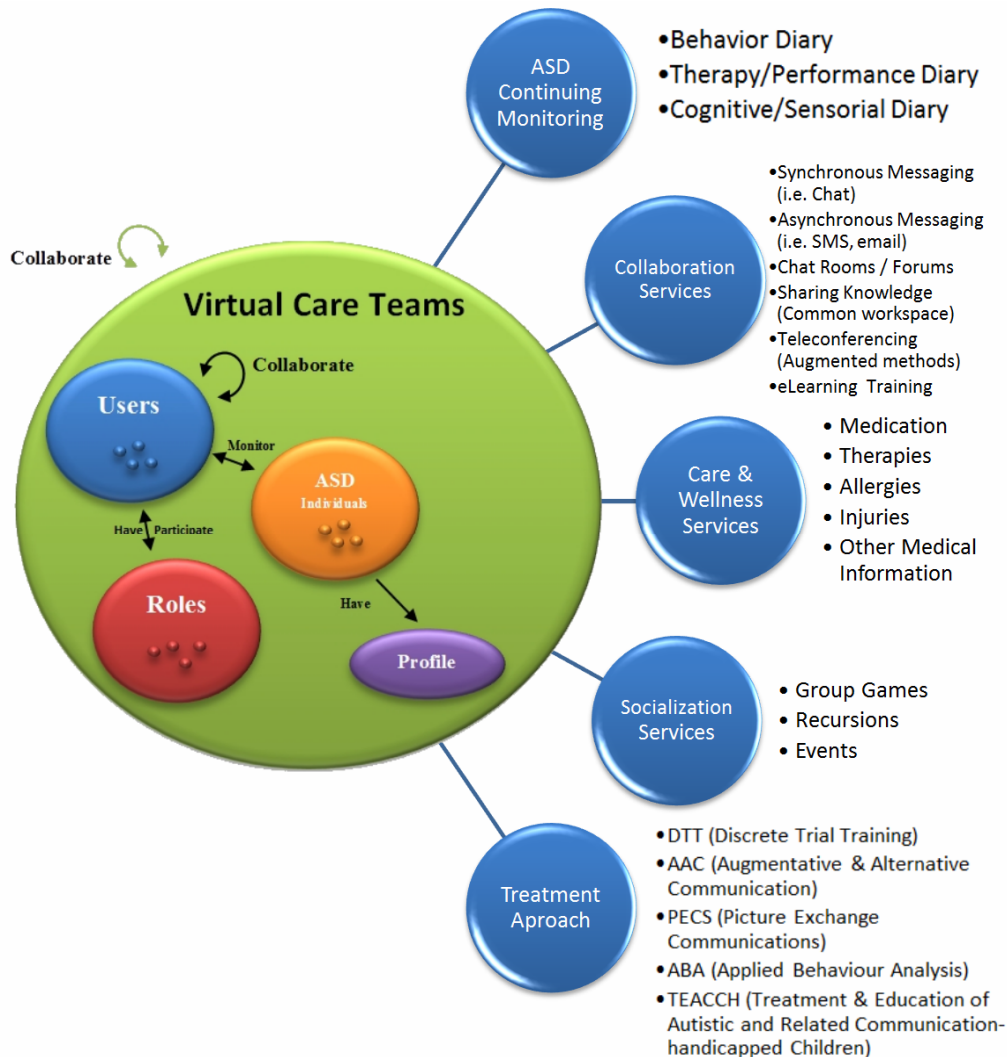 ASD
Continuing
Monitoring
•Behavior Diary
•Therapy/Performance Diary
•Cognitive/Sensorial Diary
Collaborate
Virtual Care Teams
Collaborate
Users
Monitor
ASD
Individuals
Have Participate
Roles
Have
Profile
Collaboration
Services
•Synchronous Messaging
(i.e. Chat)
•Asynchronous Messaging
(i.e. SMS, email)
•Chat Rooms / Forums
•Sharing Knowledge
(Common workspace)
•Teleconferencing
(Augmented methods)
•eLearning Training
Care &
Wellness
Services
• Medication
• Therapies
• Allergies
• Injuries
• Other Medical
Information
Socialization
Services
• Group Games
• Recursions
• Events
Treatment
Aproach
•DTT (Discrete Trial Training)
•AAC (Augmentative & Alternative
Communication)
•PECS (Picture Exchange
Communications)
•ABA (Applied Behaviour Analysis)
•TEACCH (Treatment & Education of
Autistic and Related Communication-
handicapped Children)